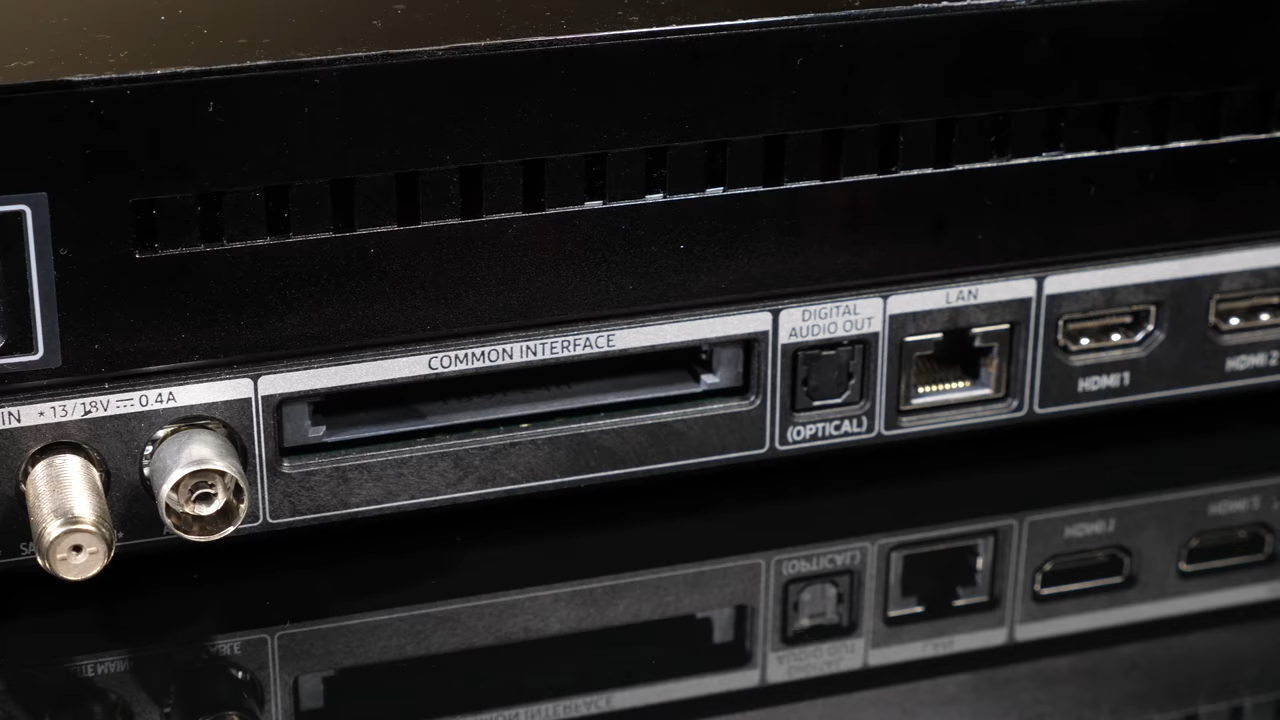 IN *13/18V ⎓ 0.4A
COMMON INTERFACE
DIGITAL
AUDIO OUT
(OPTICAL)
LAN
HDMI 1
HDMI 2